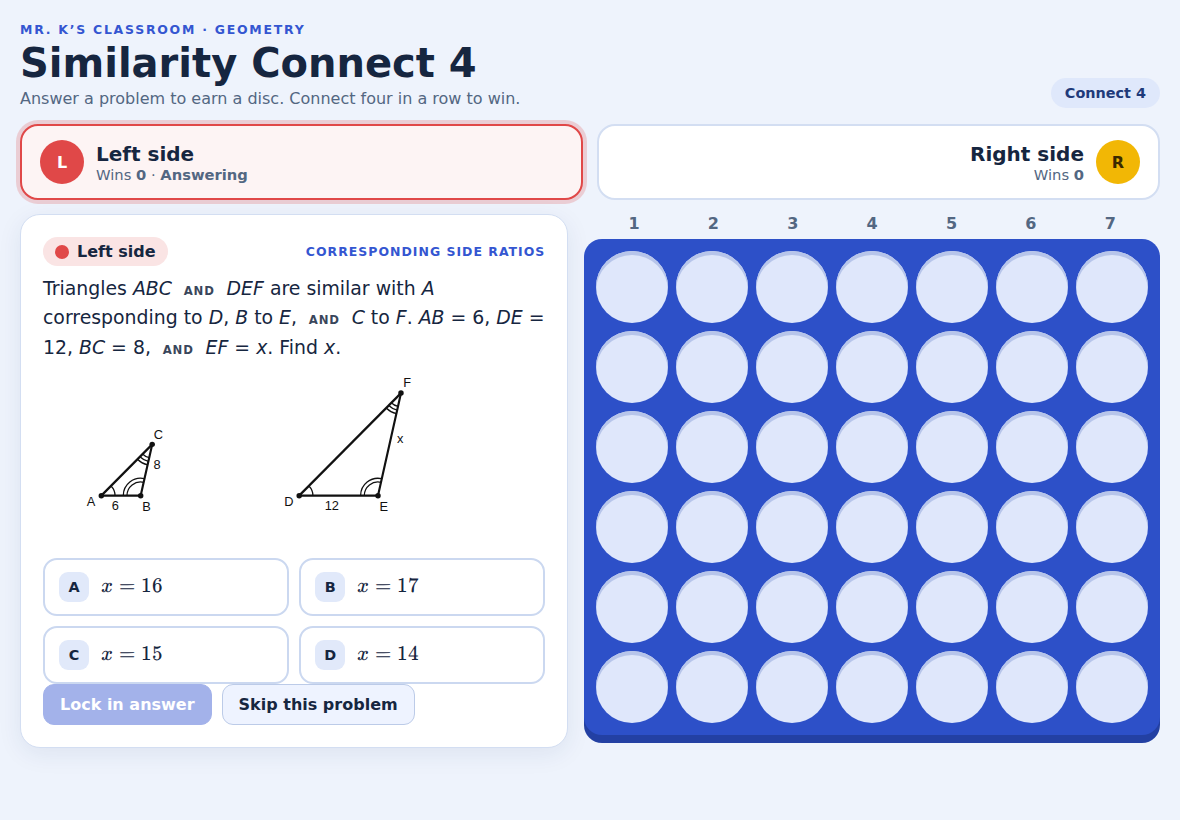 MR. K'S CLASSROOM · GEOMETRY
Similarity Connect 4
Answer a problem to earn a disc. Connect four in a row to win.
Connect 4
L
Left side
Wins 0 · Answering
Right side
Wins 0
R
Left side
CORRESPONDING SIDE RATIOS
Triangles ABC AND DEF are similar with A
corresponding to D, B to E, AND C to F. AB = 6, DE =
12, BC = 8, AND EF = x. Find x.
F
C
x
8
A
6
B
D
12
E
A x = 16
B x = 17
C x = 15
D x = 14
Lock in answer
Skip this problem
1 2 3 4 5 6 7